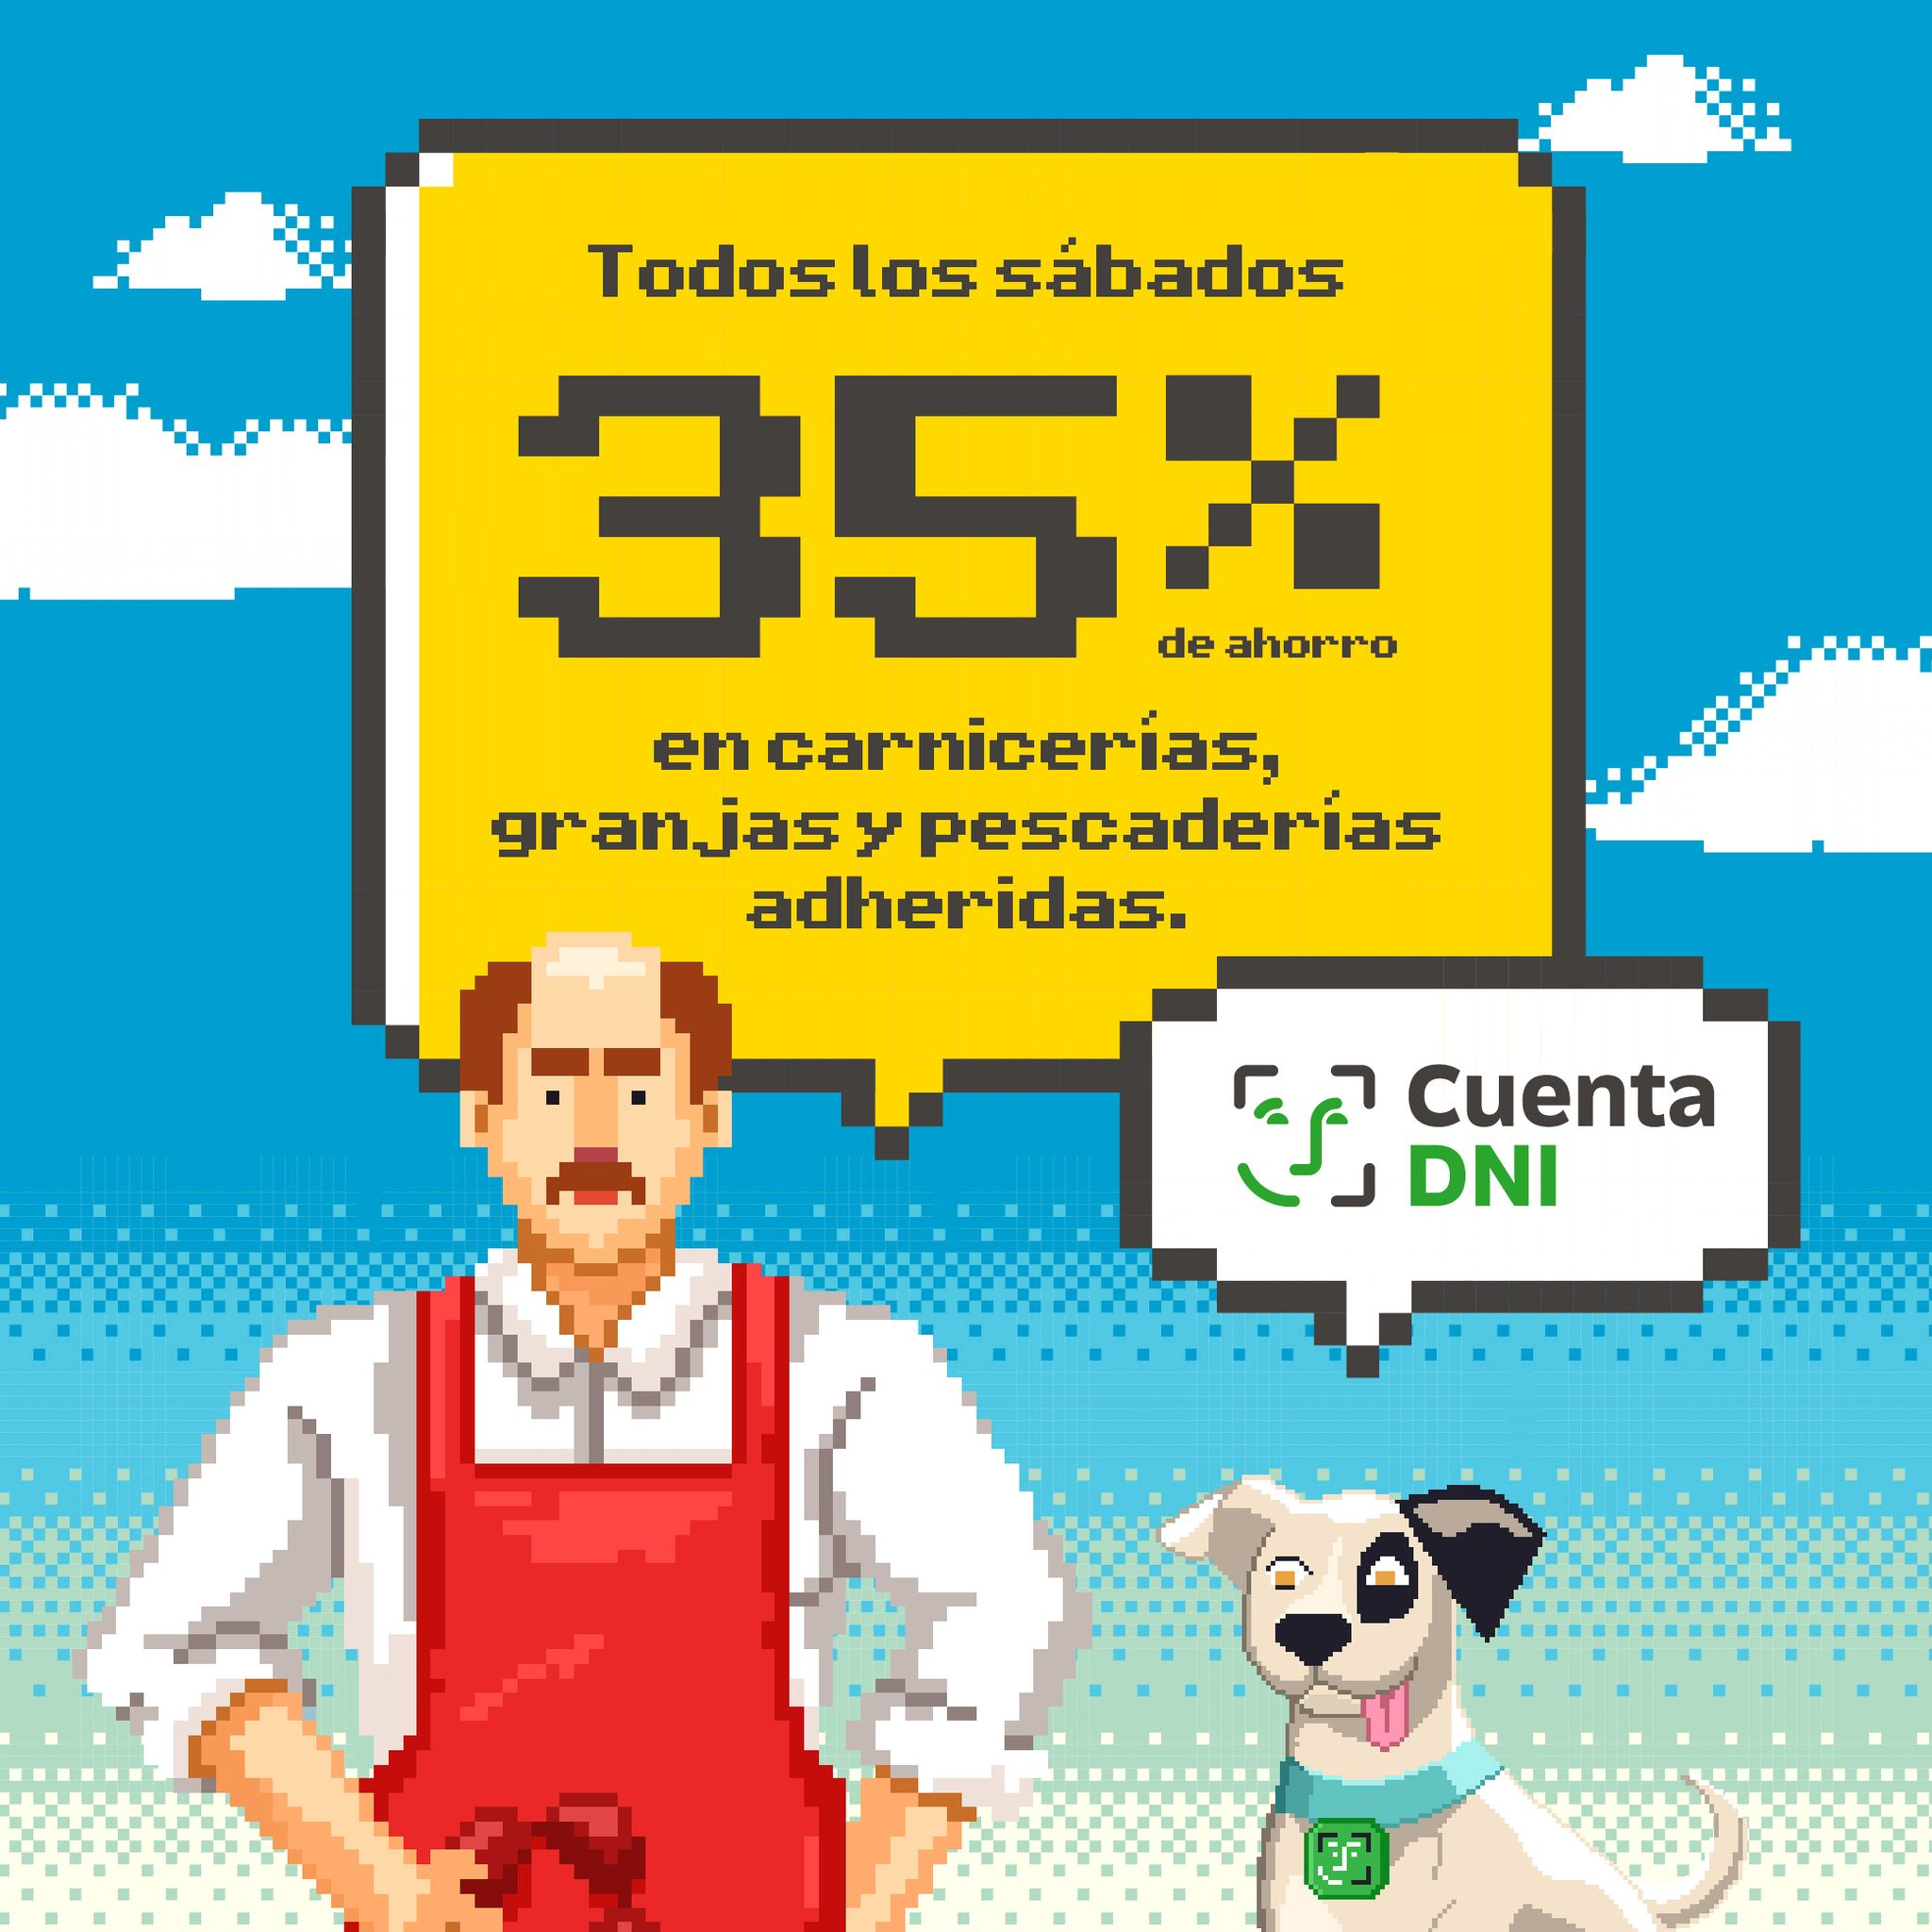 Todos los sábados
35%
de ahorro
en carnicerías,
granjas y pescaderías
adheridas.
Cuenta
DNI